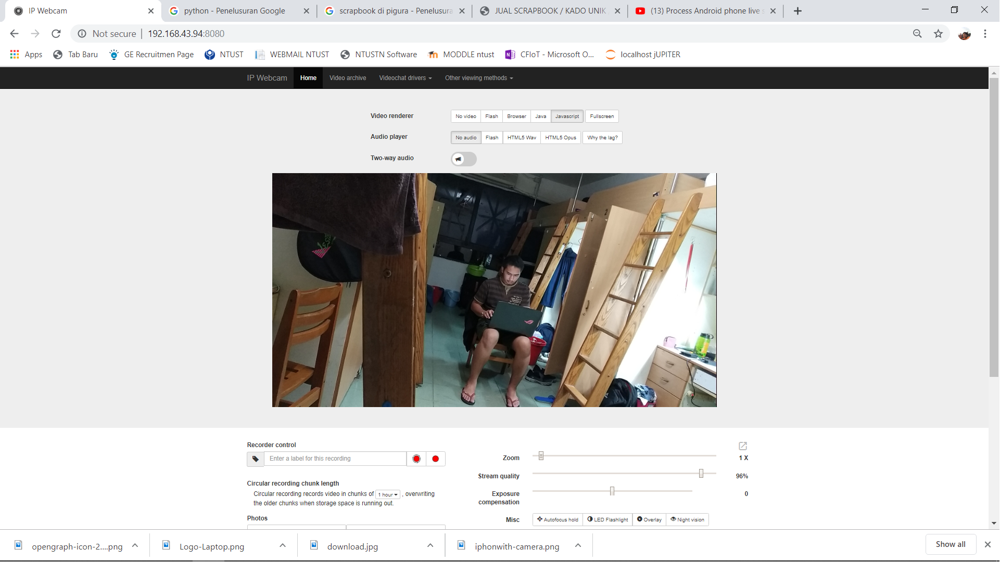 IP Webcam
python - Penelusuran Google
scrapbook di pigura - Penelusura
JUAL SCRAPBOOK / KADO UNIK
(13) Process Android phone live s
Not secure
192.168.43.94:8080
Apps
Tab Baru
GE Recruitmen Page
NTUST
WEBMAIL NTUST
NTUSTN Software
MODDLE ntust
CFIoT - Microsoft O...
localhost jUPITER
IP Webcam
Home
Video archive
Videochat drivers
Other viewing methods
Video renderer
No video
Flash
Browser
Java
Javascript
Fullscreen
Audio player
No audio
Flash
HTML5 Wav
HTML5 Opus
Why the lag?
Two-way audio
Recorder control
Enter a label for this recording
Circular recording chunk length
Circular recording records video in chunks of 1 hour , overwriting
the older chunks when storage space is running out.
Photos
Zoom
1 X
Stream quality
96%
Exposure
compensation
0
Misc
Autofocus hold
LED Flashlight
Overlay
Night vision
opengraph-icon-2....png
Logo-Laptop.png
download.jpg
iphonwith-camera.png
Show all